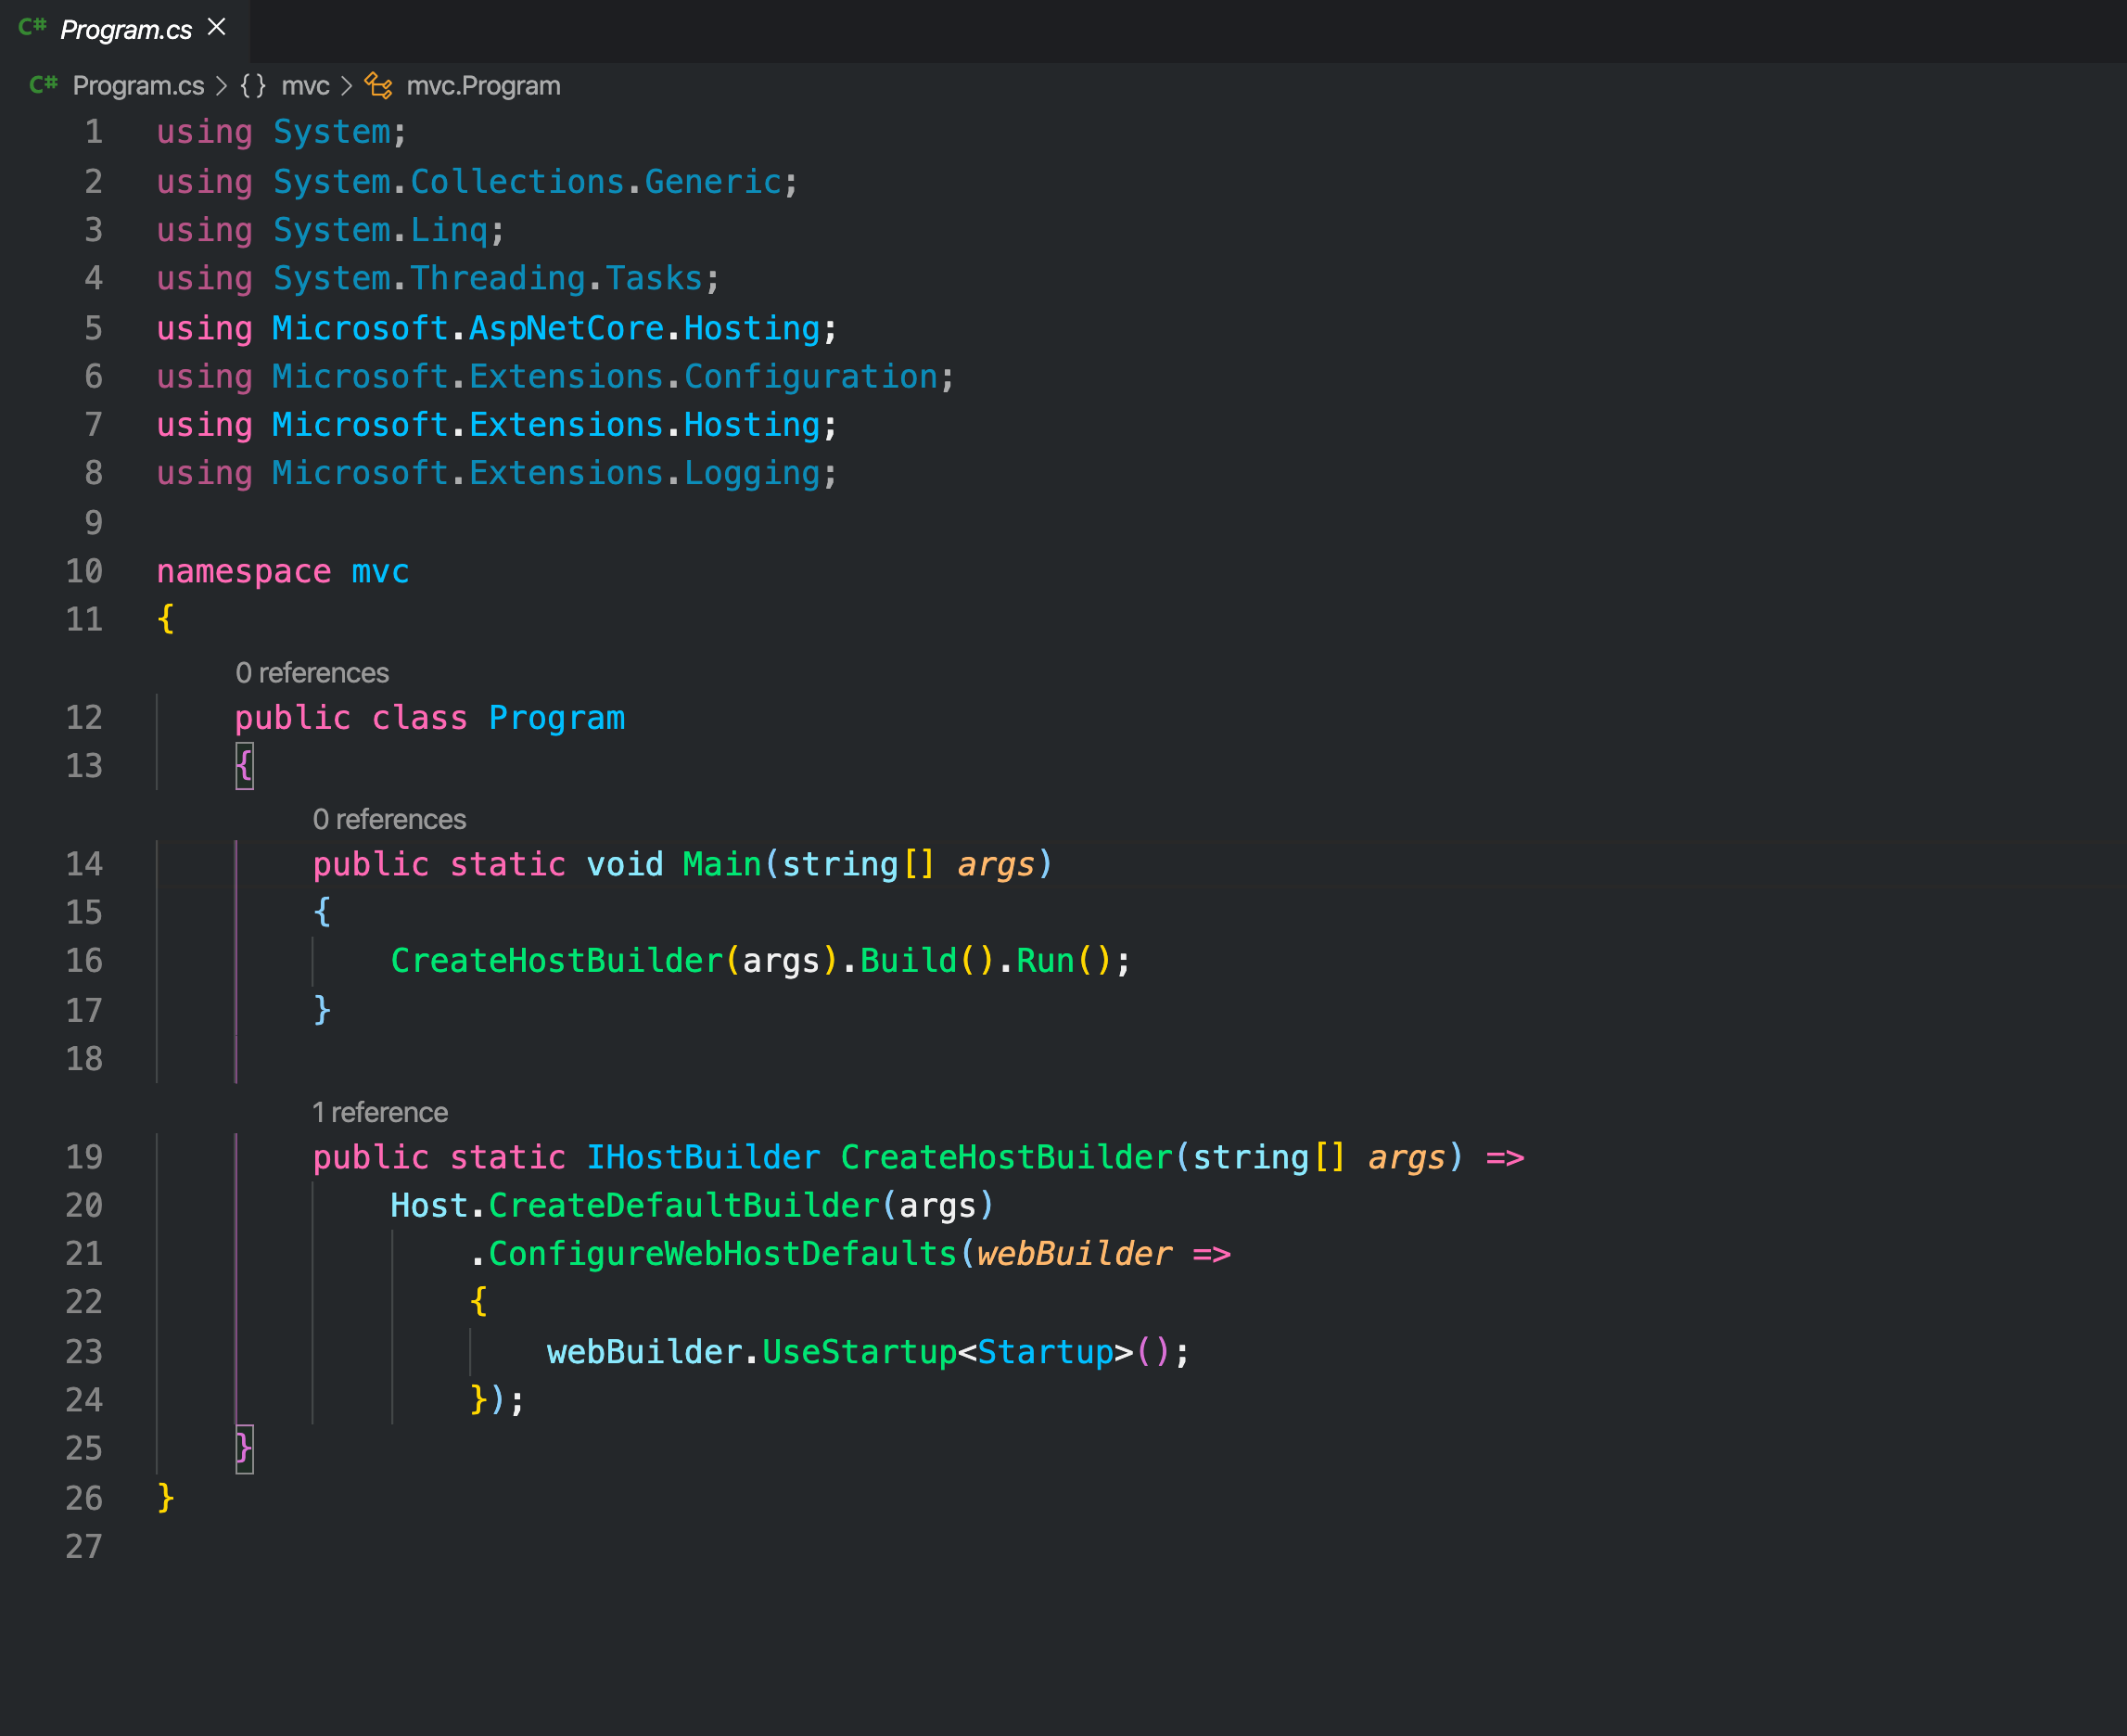 C# Program.cs
C# Program.cs > {} mvc > mvc.Program
1 using System;
2 using System.Collections.Generic;
3 using System.Linq;
4 using System.Threading.Tasks;
5 using Microsoft.AspNetCore.Hosting;
6 using Microsoft.Extensions.Configuration;
7 using Microsoft.Extensions.Hosting;
8 using Microsoft.Extensions.Logging;
9
10 namespace mvc
11 {
0 references
12 public class Program
13 {
0 references
14 public static void Main(string[] args)
15 {
16 CreateHostBuilder(args).Build().Run();
17 }
18
1 reference
19 public static IHostBuilder CreateHostBuilder(string[] args) =>
20 Host.CreateDefaultBuilder(args)
21 .ConfigureWebHostDefaults(webBuilder =>
22 {
23 webBuilder.UseStartup<Startup>();
24 });
25 }
26 }
27